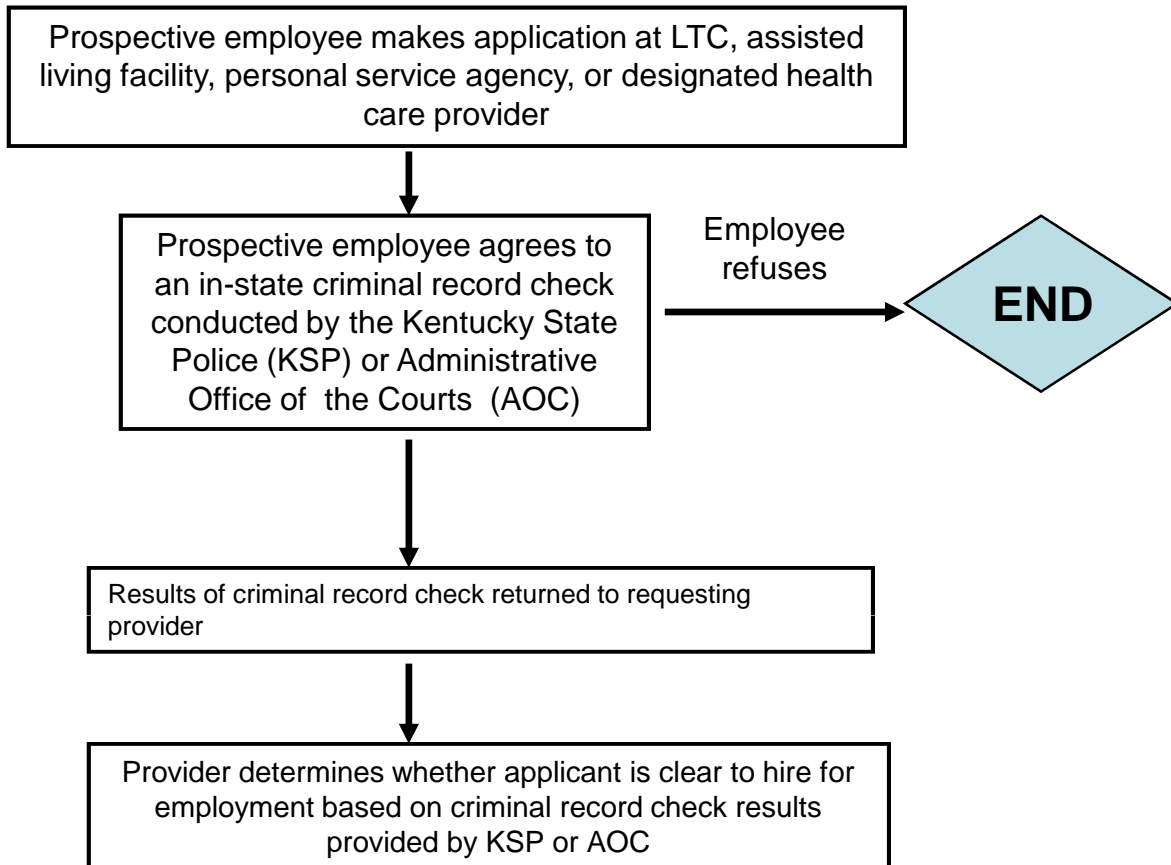 Prospective employee makes application at LTC, assisted
living facility, personal service agency, or designated health
care provider
Prospective employee agrees to
an in-state criminal record check
conducted by the Kentucky State
Police (KSP) or Administrative
Office of the Courts (AOC)
Employee
refuses
END
Results of criminal record check returned to requesting
provider
Provider determines whether applicant is clear to hire for
employment based on criminal record check results
provided by KSP or AOC